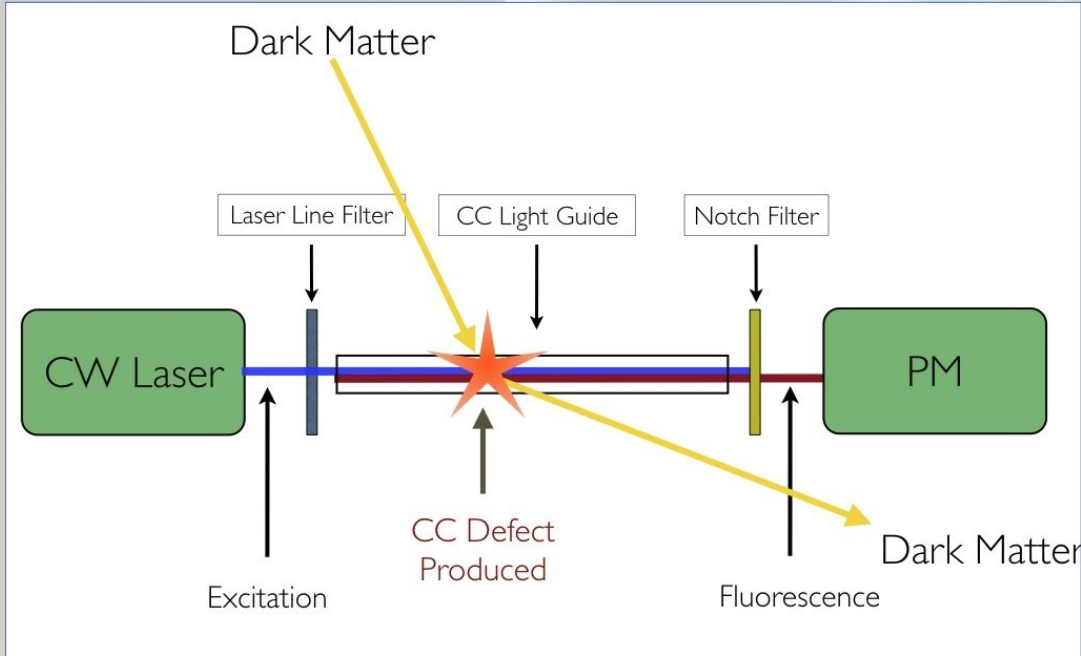 Dark Matter
Laser Line Filter
CC Light Guide
Notch Filter
CW Laser
PM
CC Defect
Produced
Dark Matter
Excitation
Fluorescence